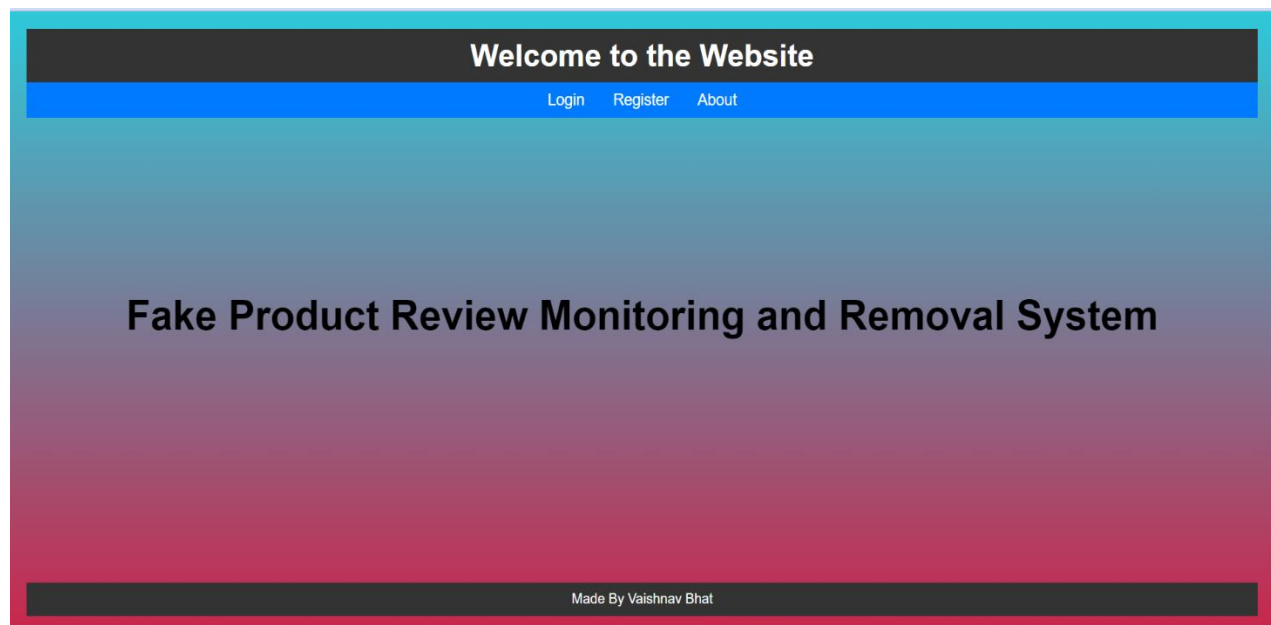 Welcome to the Website
Login Register About
Fake Product Review Monitoring and Removal System
Made By Vaishnav Bhat